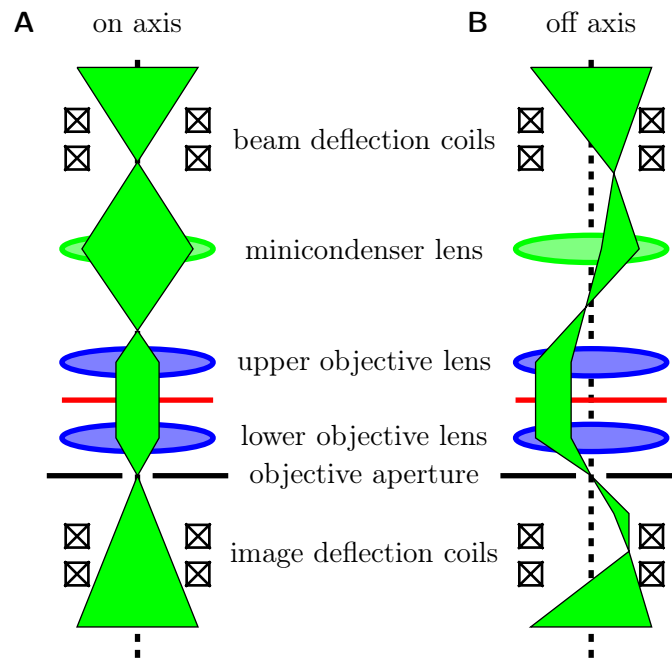 A on axis B off axis
beam deflection coils
minicondenser lens
upper objective lens
lower objective lens
objective aperture
image deflection coils